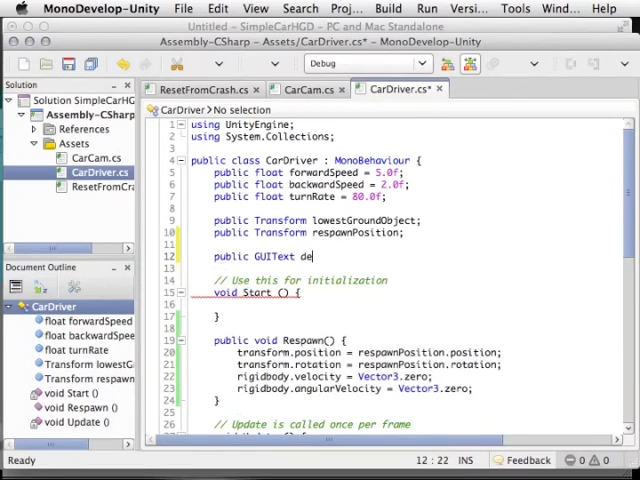 MonoDevelop-Unity File Edit View Search Project Build Run Versi... Tools Wind... Help
Untitled - SimpleCarHGD - PC and Mac Standalone
Assembly-CSharp - Assets/CarDriver.cs* - MonoDevelop-Unity
Debug
Solution
ResetFromCrash.cs
CarCam.cs
CarDriver.cs*
Solution SimpleCarHG
Assembly-CSharp
References
Assets
CarCam.cs
CarDriver.cs
ResetFromCra
CarDriver No selection
1 using UnityEngine;
2 using System.Collections;
4 public class CarDriver : MonoBehaviour {
5 public float forwardSpeed = 5.0f;
6 public float backwardSpeed = 2.0f;
7 public float turnRate = 80.0f;
8
9 public Transform lowestGroundObject;
10 public Transform respawnPosition;
11
12 public GUIText de
13
14 // Use this for initialization
15 void Start () {
16
17 }
18
19 public void Respawn() {
20 transform.position = respawnPosition.position;
21 transform.rotation = respawnPosition.rotation;
22 rigidbody.velocity = Vector3.zero;
23 rigidbody.angularVelocity = Vector3.zero;
24 }
25
26 // Update is called once per frame
Document Outline
CarDriver
float forwardSpeed
float backwardSpee
float turnRate
Transform lowestG
Transform respawn
void Start ()
void Respawn ()
void Update ()
Ready
12 : 22 INS
Feedback
0
0